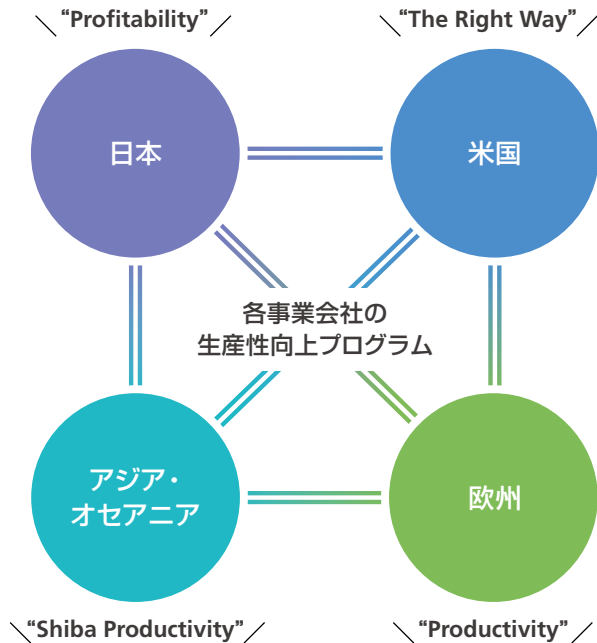 “Profitability”
“The Right Way”
日本
米国
各事業会社の
生産性向上プログラム
アジア・
オセアニア
欧州
“Shiba Productivity”
“Productivity”